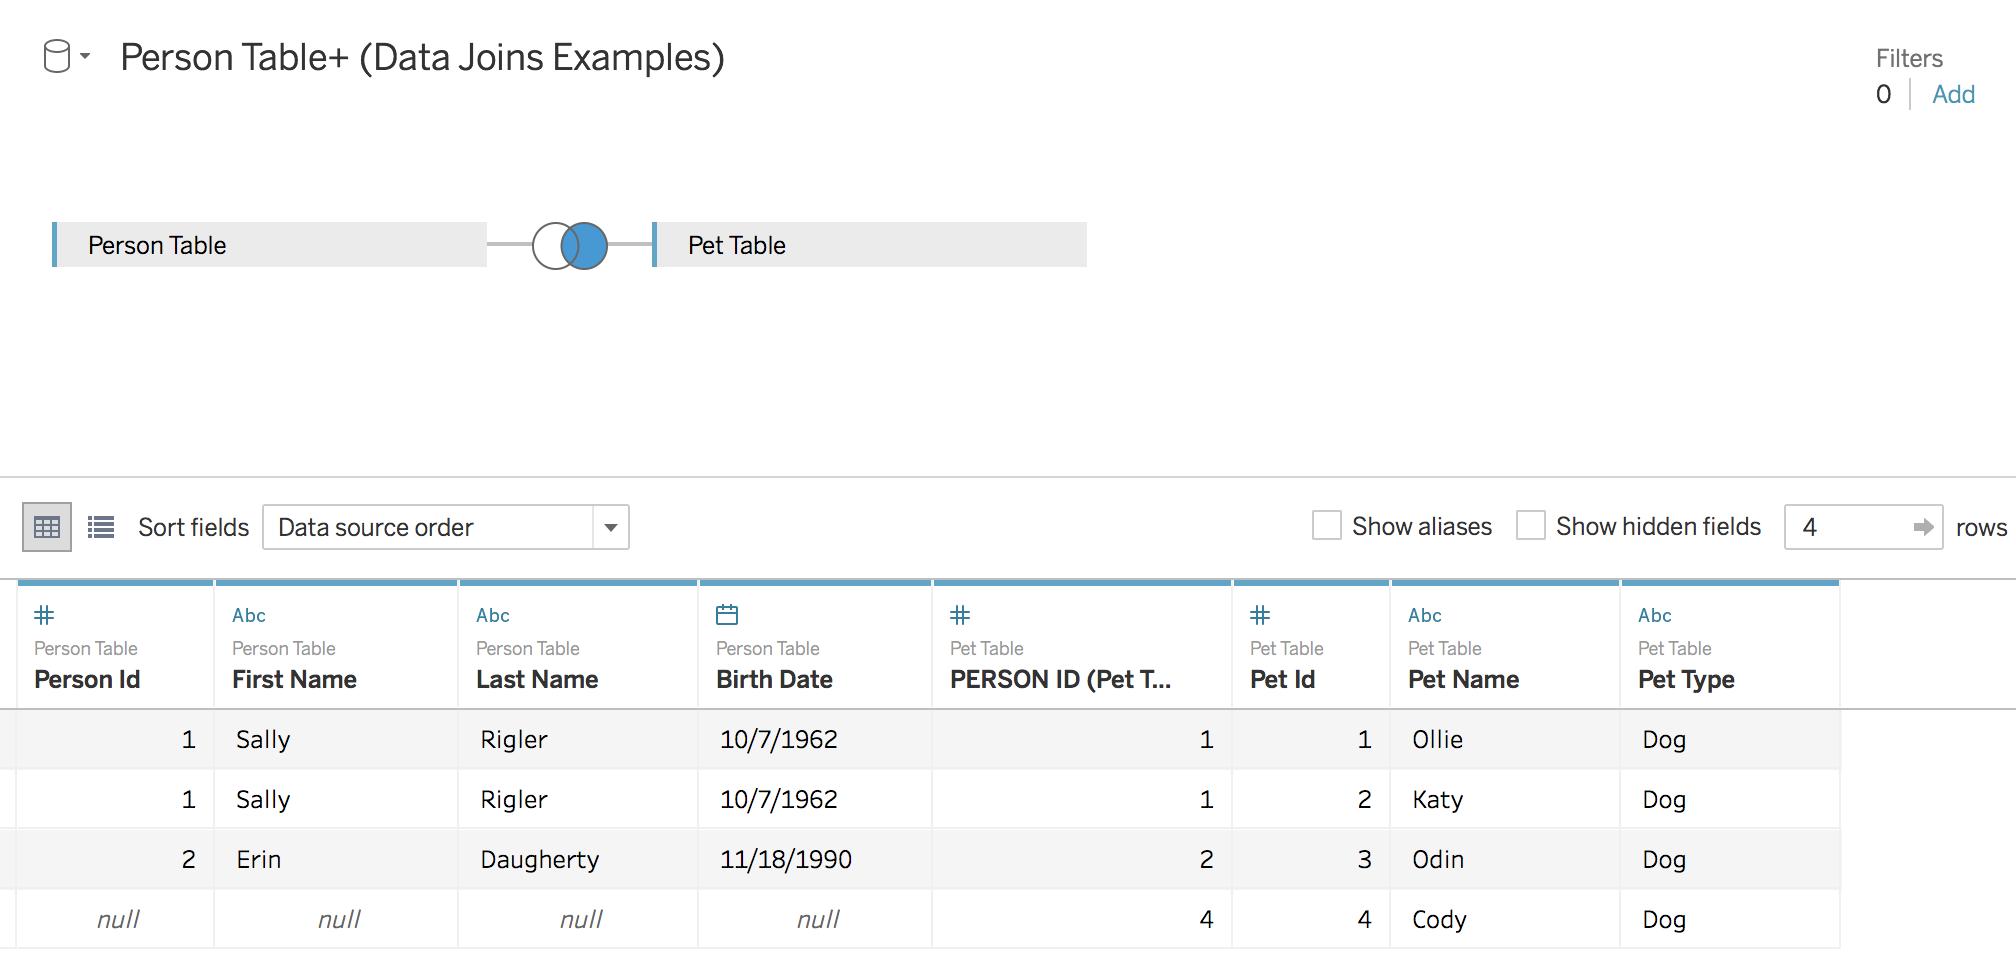 Person Table+ (Data Joins Examples)
Filters
0 Add
Person Table Pet Table
Sort fields Data source order Show aliases Show hidden fields 4 rows
# Abc Abc # # Abc Abc
Person Table Person Table Person Table Person Table Pet Table Pet Table Pet Table Pet Table
Person Id First Name Last Name Birth Date PERSON ID (Pet T... Pet Id Pet Name Pet Type
1 Sally Rigler 10/7/1962 1 1 Ollie Dog
1 Sally Rigler 10/7/1962 1 2 Katy Dog
2 Erin Daugherty 11/18/1990 2 3 Odin Dog
null null null null 4 4 Cody Dog